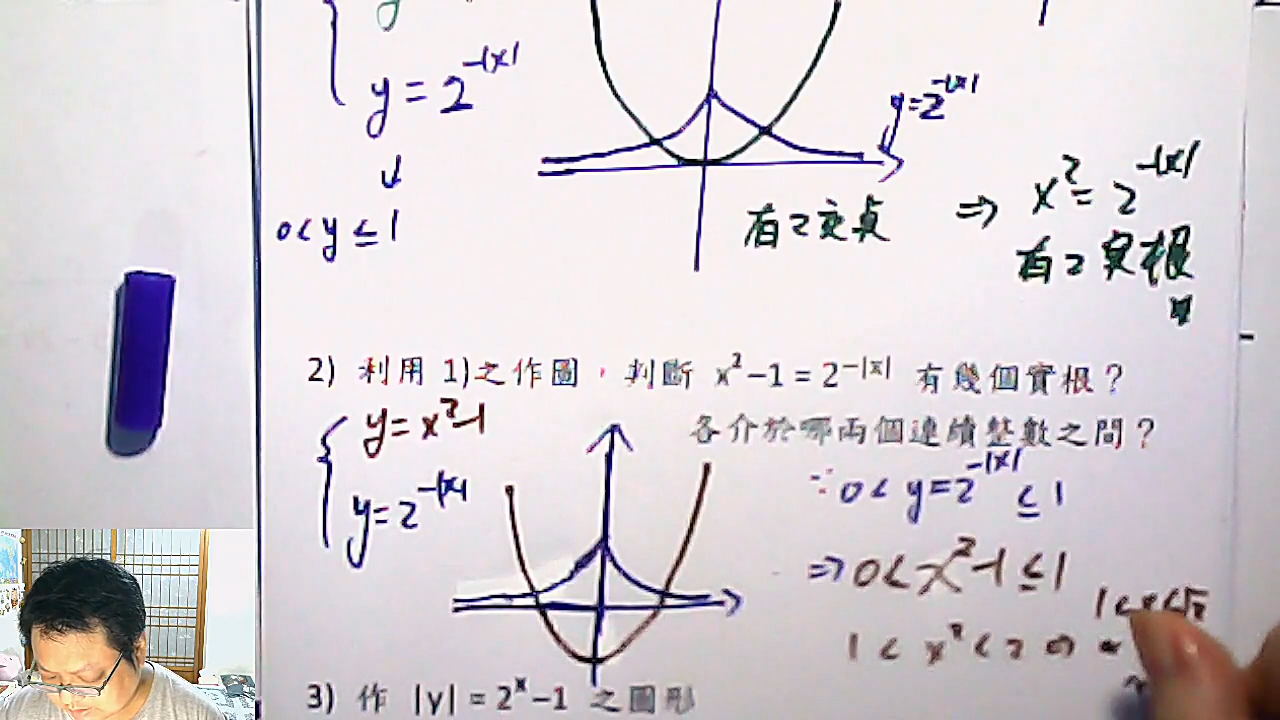 y = 2^{-|x|}
y = 2^{-|x|}
↓
0 < y ≤ 1
有2交点
⇒ x² = 2^{-|x|}
有2實根
2) 利用 1)之作圖，判斷 x²−1 = 2^{−|x|} 有幾個實根？
各介於哪兩個連續整數之間？
y = x²-1
y = 2^{-|x|}
∵ 0 < y = 2^{-|x|} ≤ 1
⇒ 0 < x²-1 ≤ 1
1 < x² < 2 ⇒
3) 作 |y| = 2^x −1 之圖形